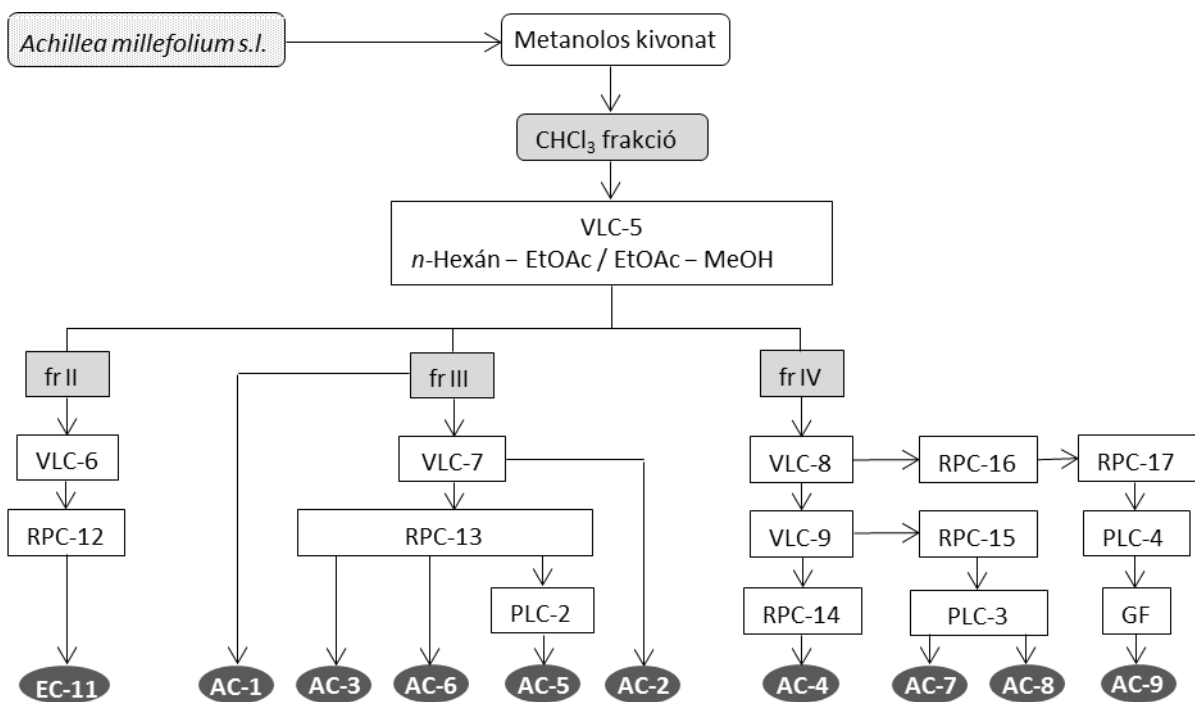 Achillea millefolium s.l.
Metanolos kivonat
CHCl₃ frakció
VLC-5
n-Hexán – EtOAc / EtOAc – MeOH
fr II
fr III
fr IV
VLC-6
VLC-7
VLC-8
RPC-16
RPC-17
RPC-12
RPC-13
VLC-9
RPC-15
PLC-4
PLC-2
RPC-14
PLC-3
GF
EC-11
AC-1
AC-3
AC-6
AC-5
AC-2
AC-4
AC-7
AC-8
AC-9